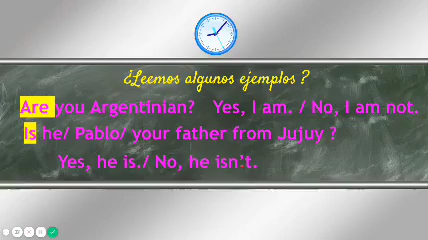 ¿Leemos algunos ejemplos ?
Are you Argentinian? Yes, I am. / No, I am not.
Is he/ Pablo/ your father from Jujuy ?
Yes, he is./ No, he isn't.